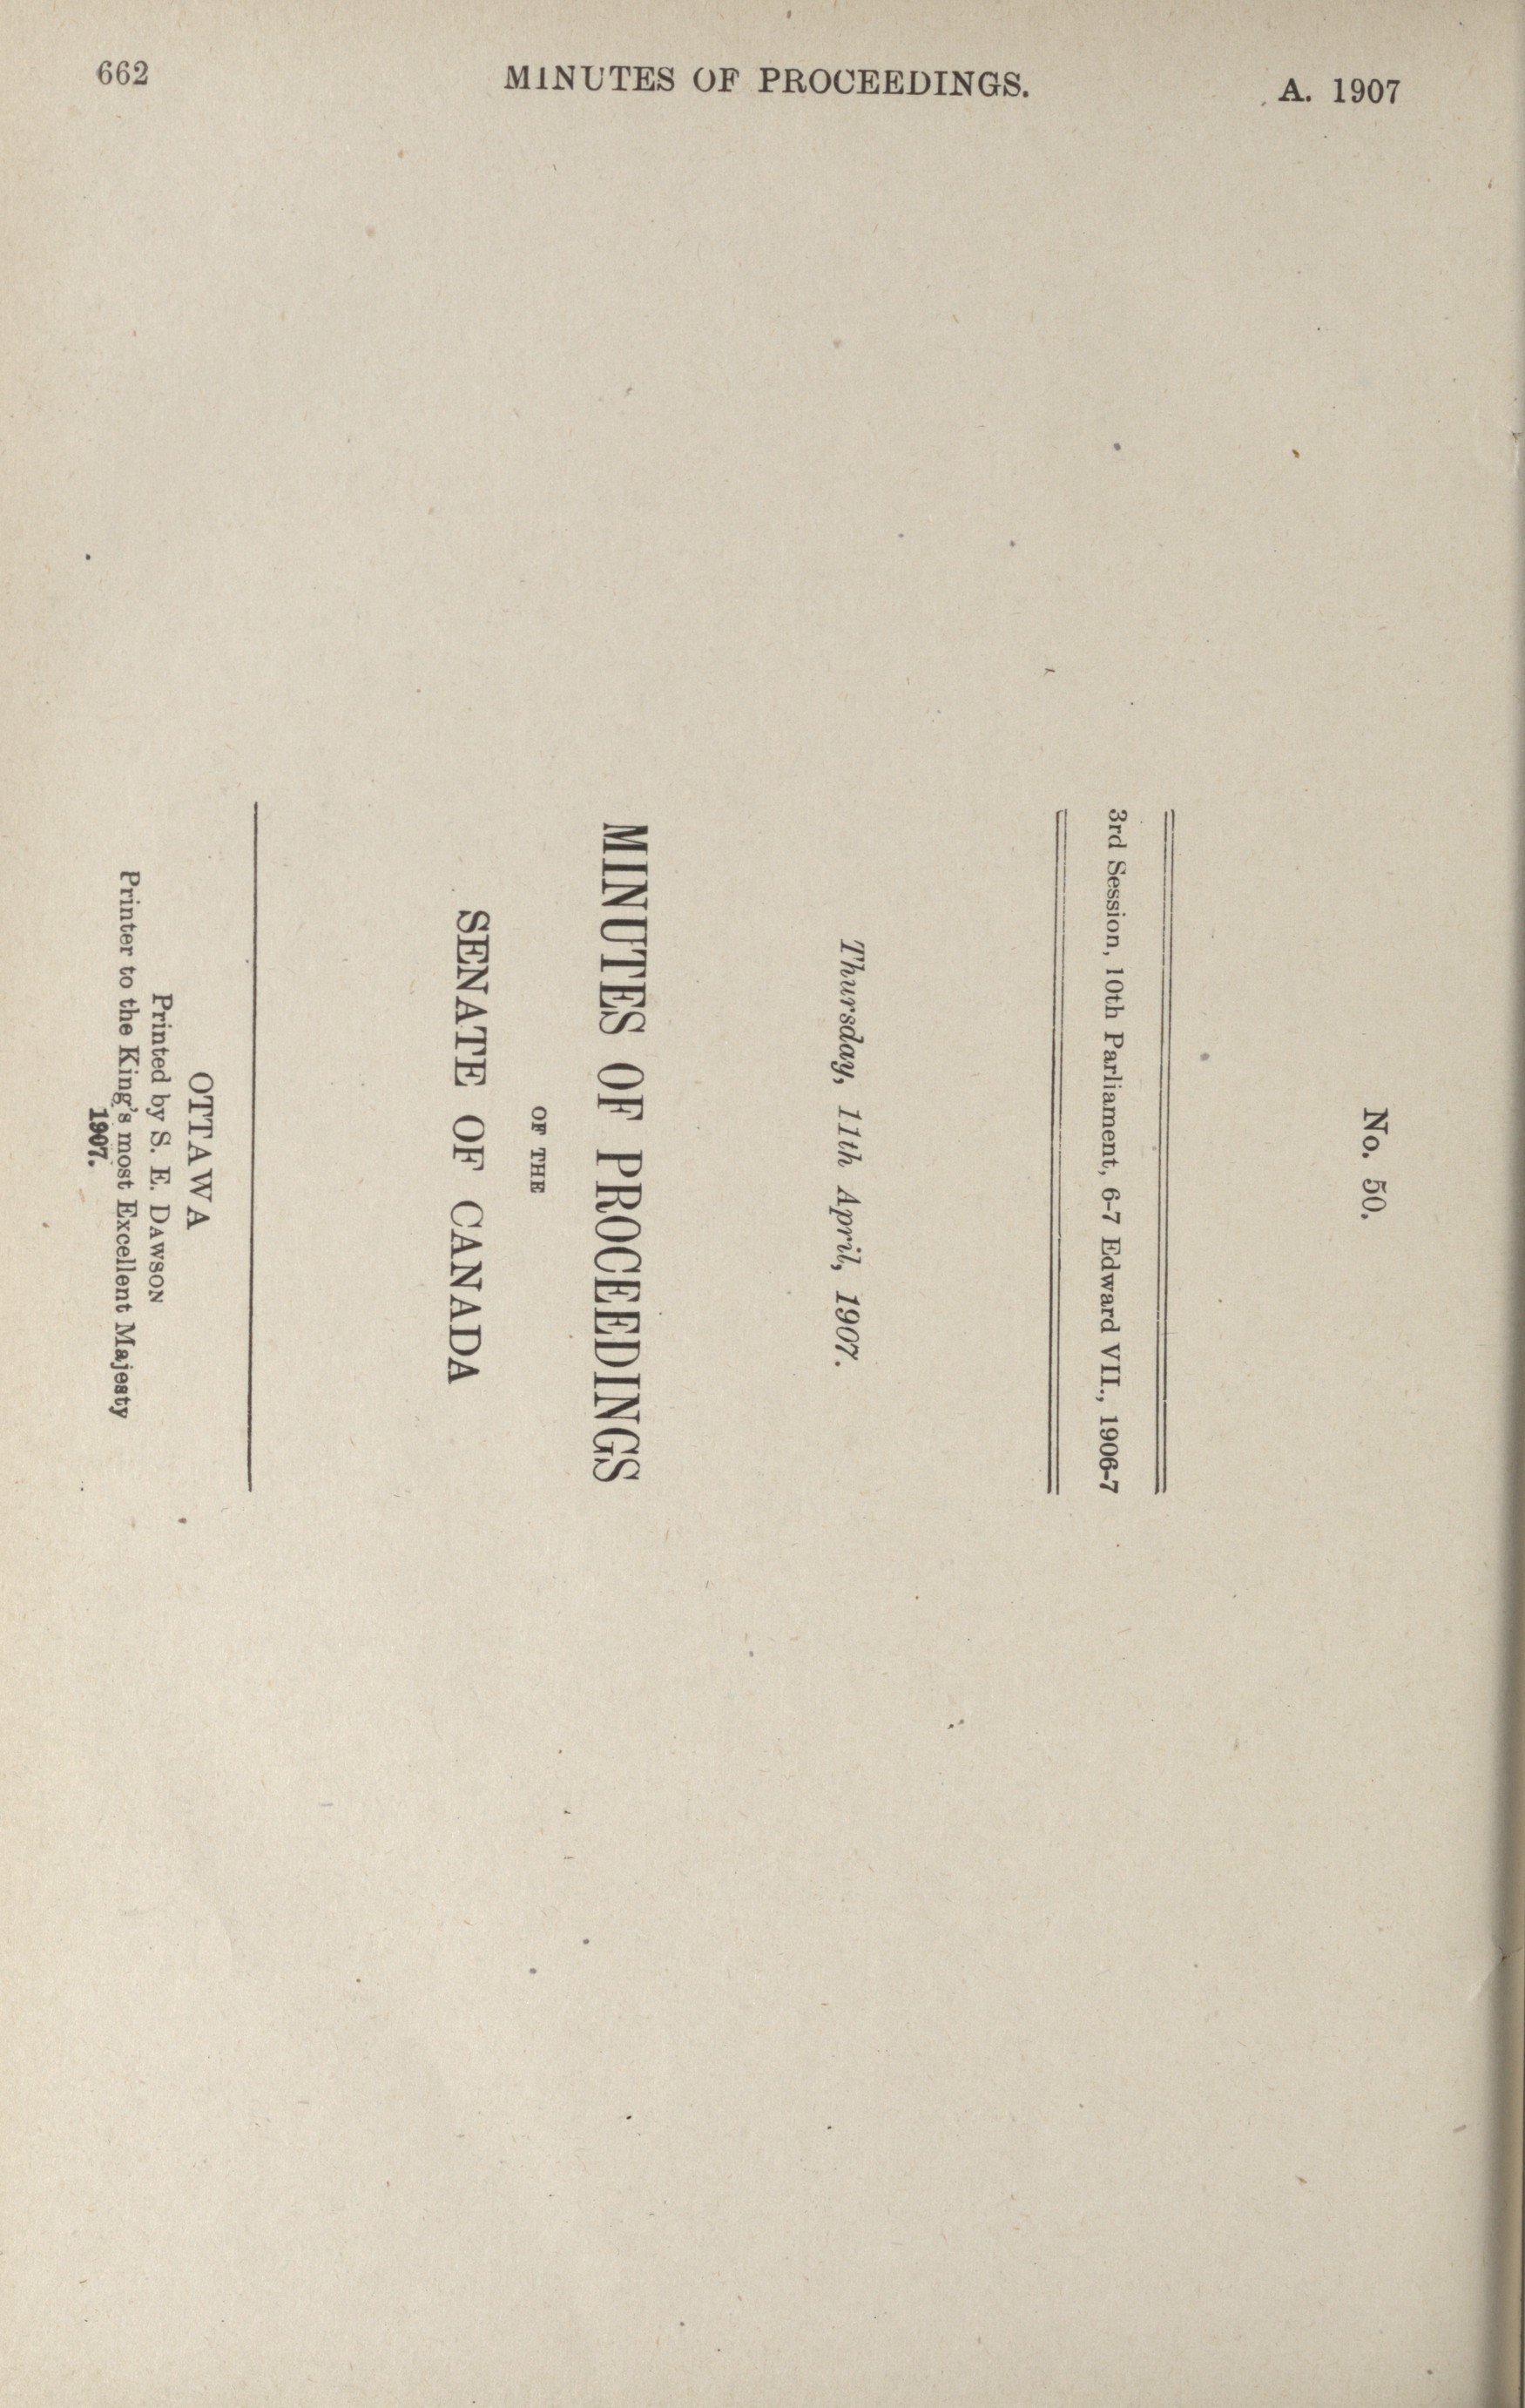 662
MINUTES OF PROCEEDINGS.
A. 1907
No. 50.
3rd Session, 10th Parliament, 6-7 Edward VII., 1906-7
Thursday, 11th April, 1907.
MINUTES OF PROCEEDINGS
OF THE
SENATE OF CANADA
OTTAWA
Printed by S. E. DAWSON
Printer to the King's most Excellent Majesty
1907.